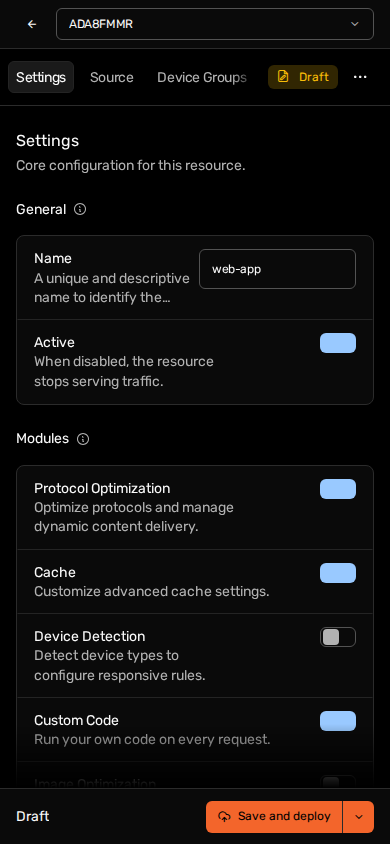 ADA8FMMR
Settings Source Device Groups Draft
Settings
Core configuration for this resource.
General
Name
A unique and descriptive
name to identify the…
web-app
Active
When disabled, the resource
stops serving traffic.
Modules
Protocol Optimization
Optimize protocols and manage
dynamic content delivery.
Cache
Customize advanced cache settings.
Device Detection
Detect device types to
configure responsive rules.
Custom Code
Run your own code on every request.
Image Optimization
Draft Save and deploy